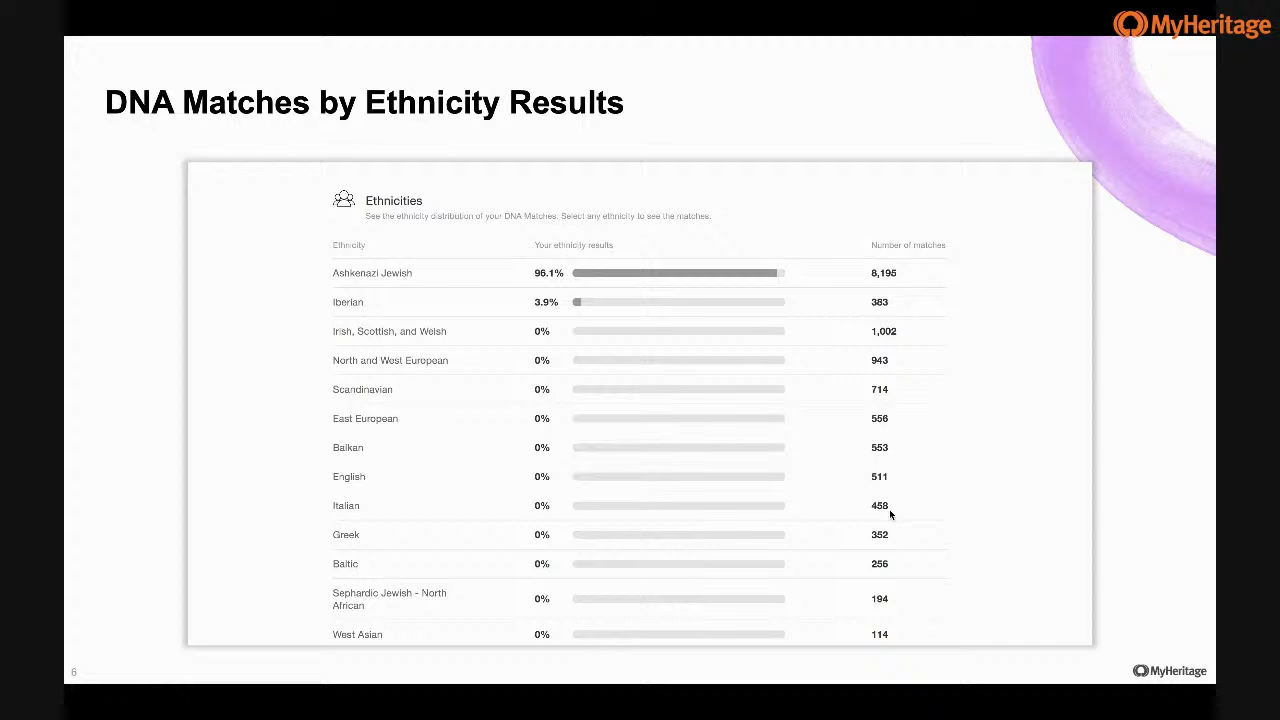 MyHeritage
DNA Matches by Ethnicity Results
Ethnicities
See the ethnicity distribution of your DNA Matches. Select any ethnicity to see the matches.
Ethnicity Your ethnicity results Number of matches
Ashkenazi Jewish 96.1% 8,195
Iberian 3.9% 383
Irish, Scottish, and Welsh 0% 1,002
North and West European 0% 943
Scandinavian 0% 714
East European 0% 556
Balkan 0% 553
English 0% 511
Italian 0% 458
Greek 0% 352
Baltic 0% 256
Sephardic Jewish - North
African 0% 194
West Asian 0% 114
6
MyHeritage